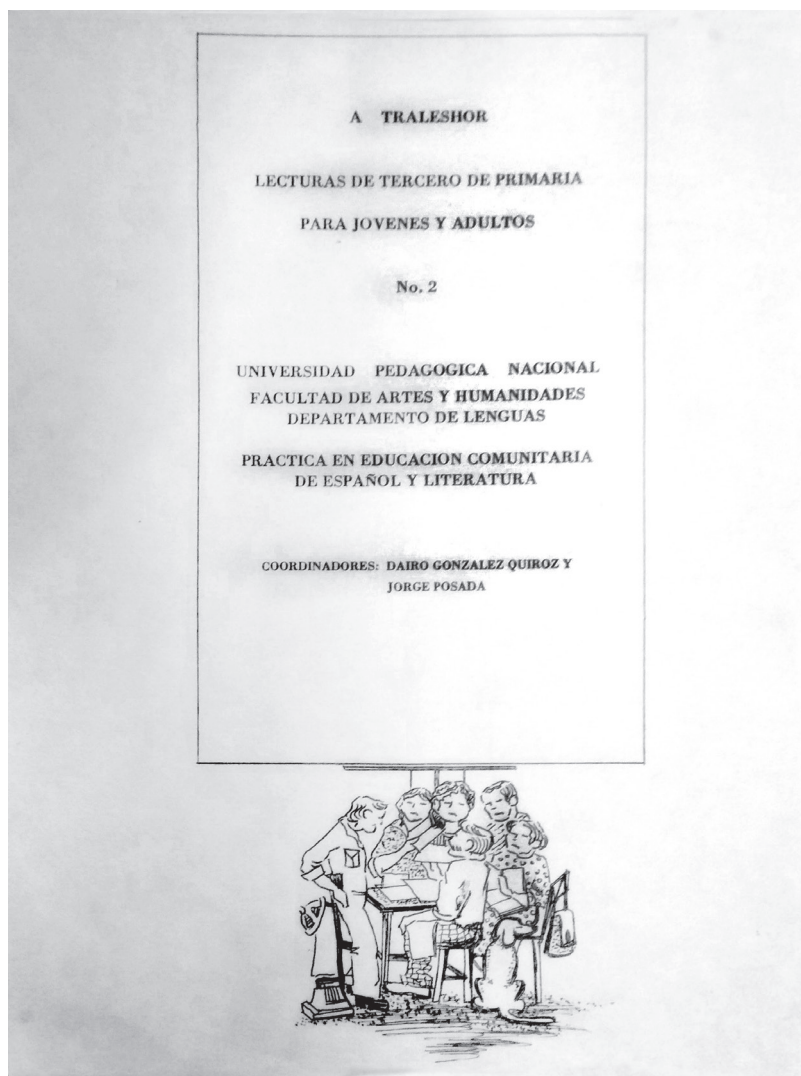 A TRALESHOR
LECTURAS DE TERCERO DE PRIMARIA
PARA JOVENES Y ADULTOS
No. 2
UNIVERSIDAD PEDAGOGICA NACIONAL
FACULTAD DE ARTES Y HUMANIDADES
DEPARTAMENTO DE LENGUAS
PRACTICA EN EDUCACION COMUNITARIA
DE ESPAÑOL Y LITERATURA
COORDINADORES: DAIRO GONZALEZ QUIROZ Y
JORGE POSADA